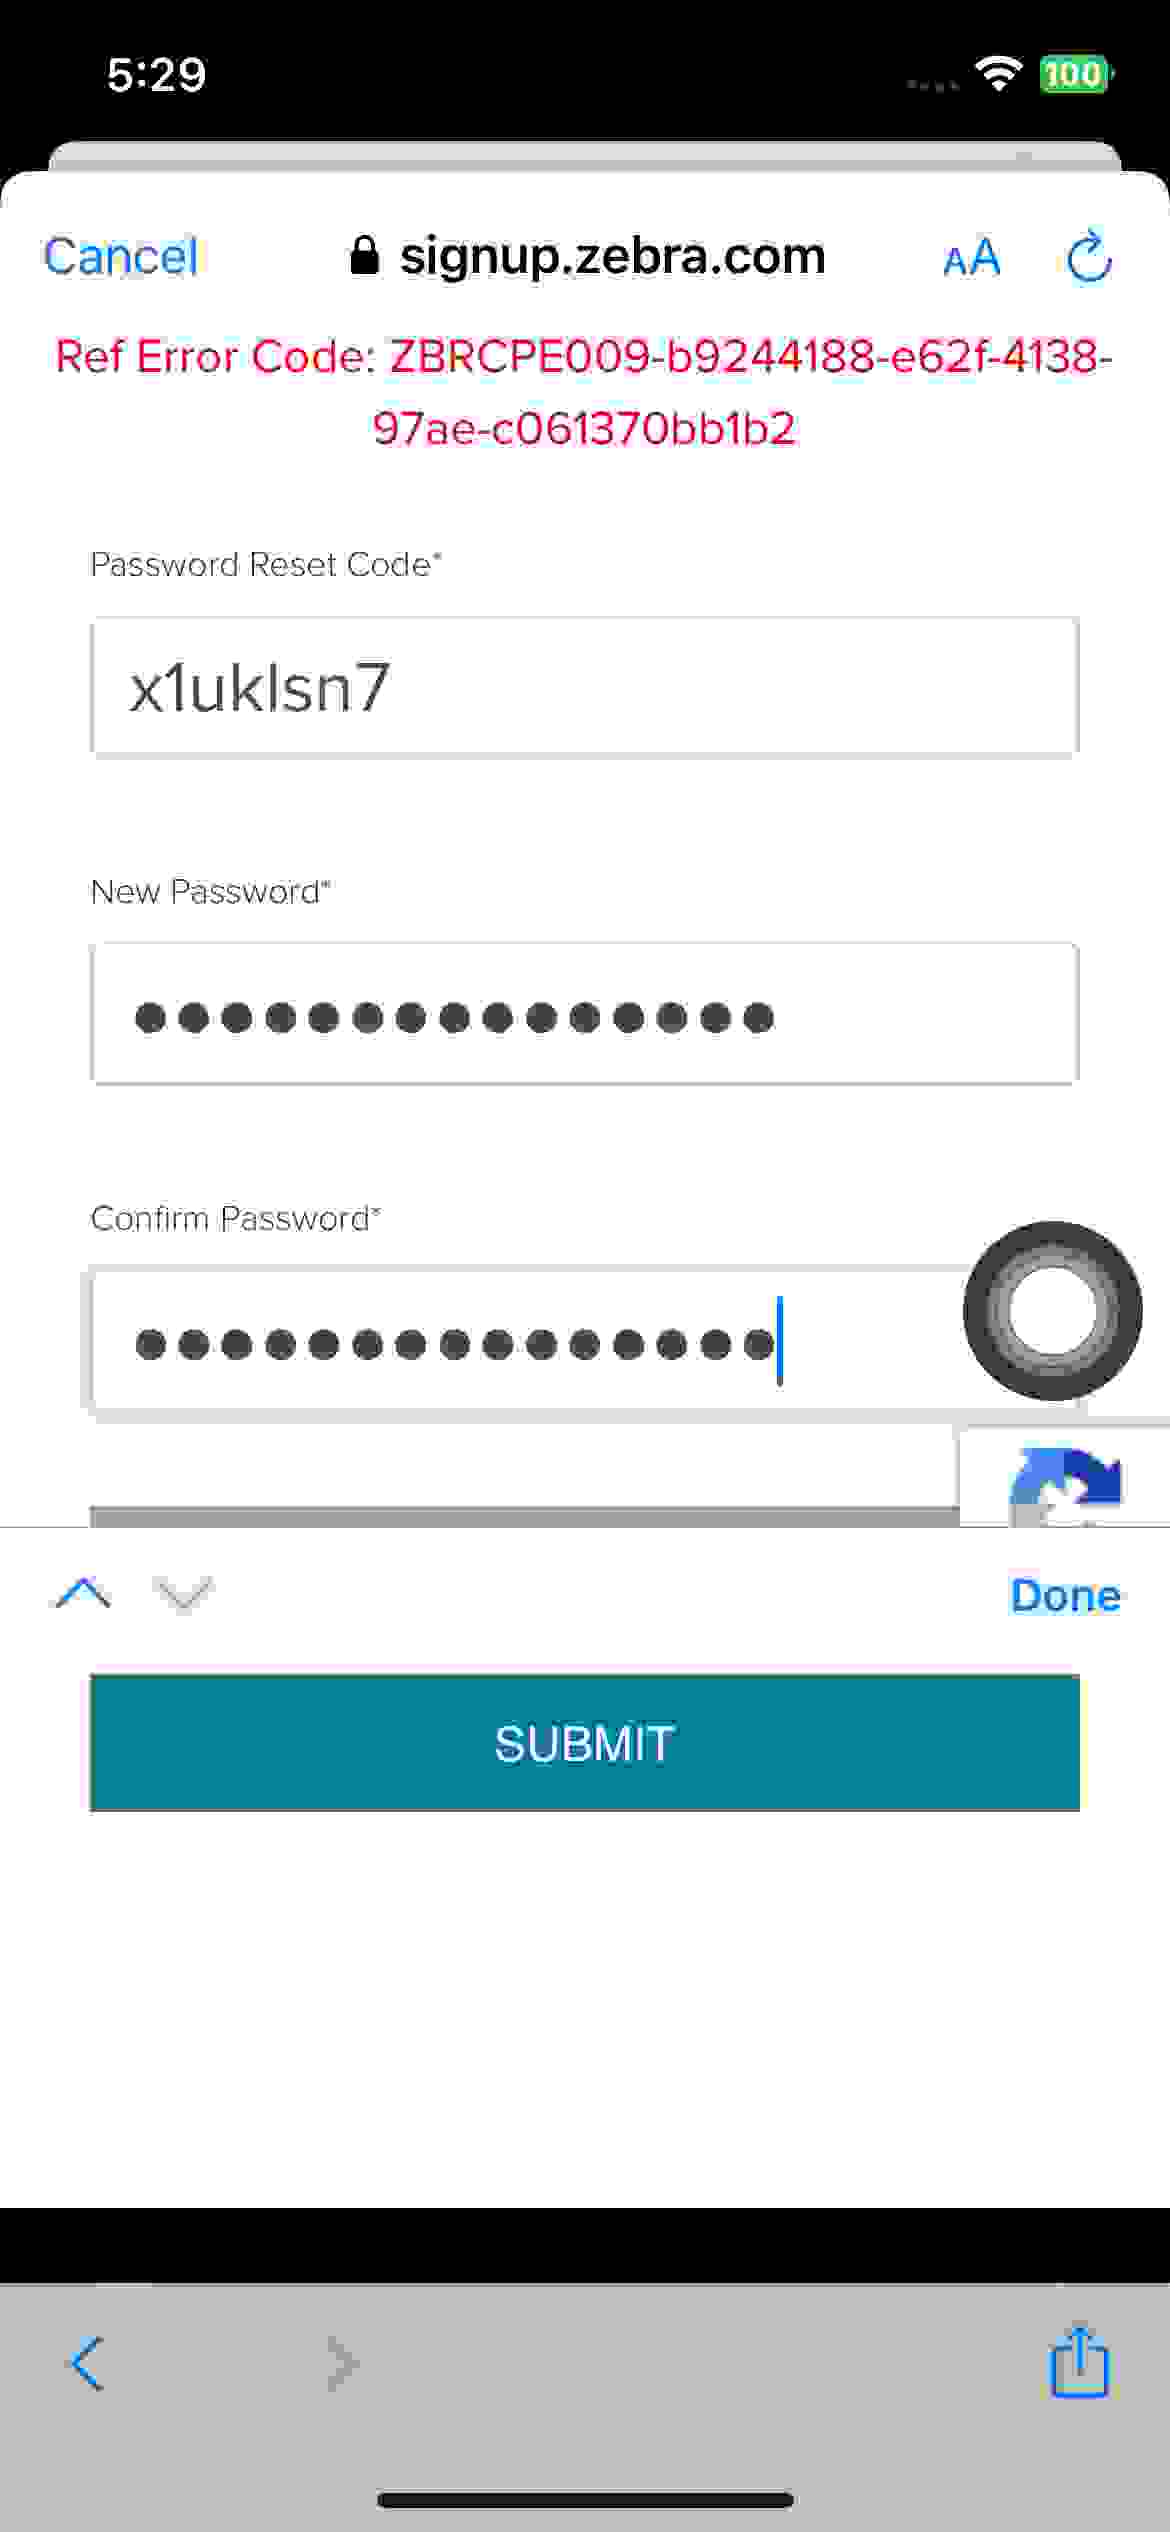 5:29
100
Cancel
signup.zebra.com
AA
Ref Error Code: ZBRCPE009-b9244188-e62f-4138-
97ae-c061370bb1b2
Password Reset Code*
x1uklsn7
New Password*
Confirm Password*
Done
SUBMIT